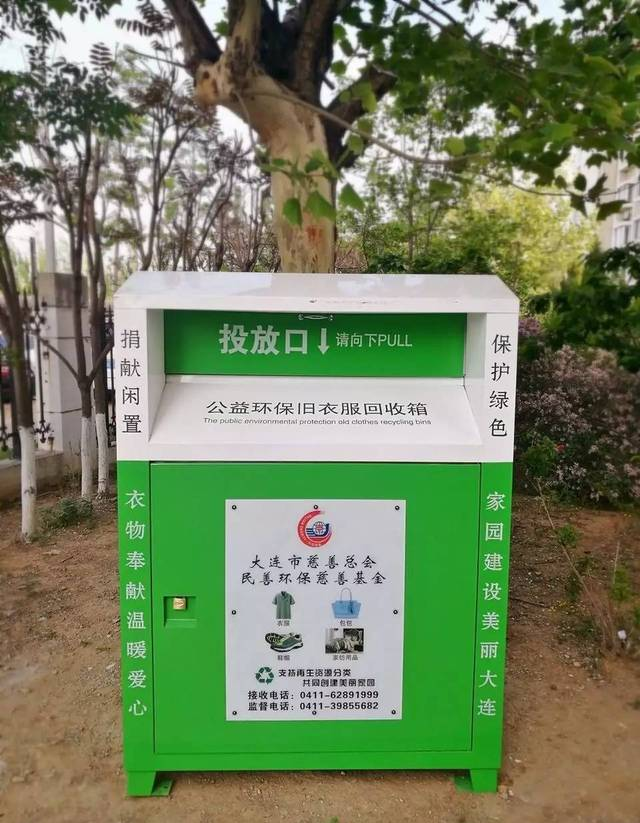 投放口↓请向下PULL
公益环保旧衣服回收箱
The public environmental protection old clothes recycling bins
捐献闲置
衣物奉献温暖爱心
保护绿色
家园建设美丽大连
大连市慈善总会
民善环保慈善基金
衣服
包包
鞋帽
家纺用品
支持再生资源分类
共同创建美丽家园
接收电话：0411-62891999
监督电话：0411-39855682